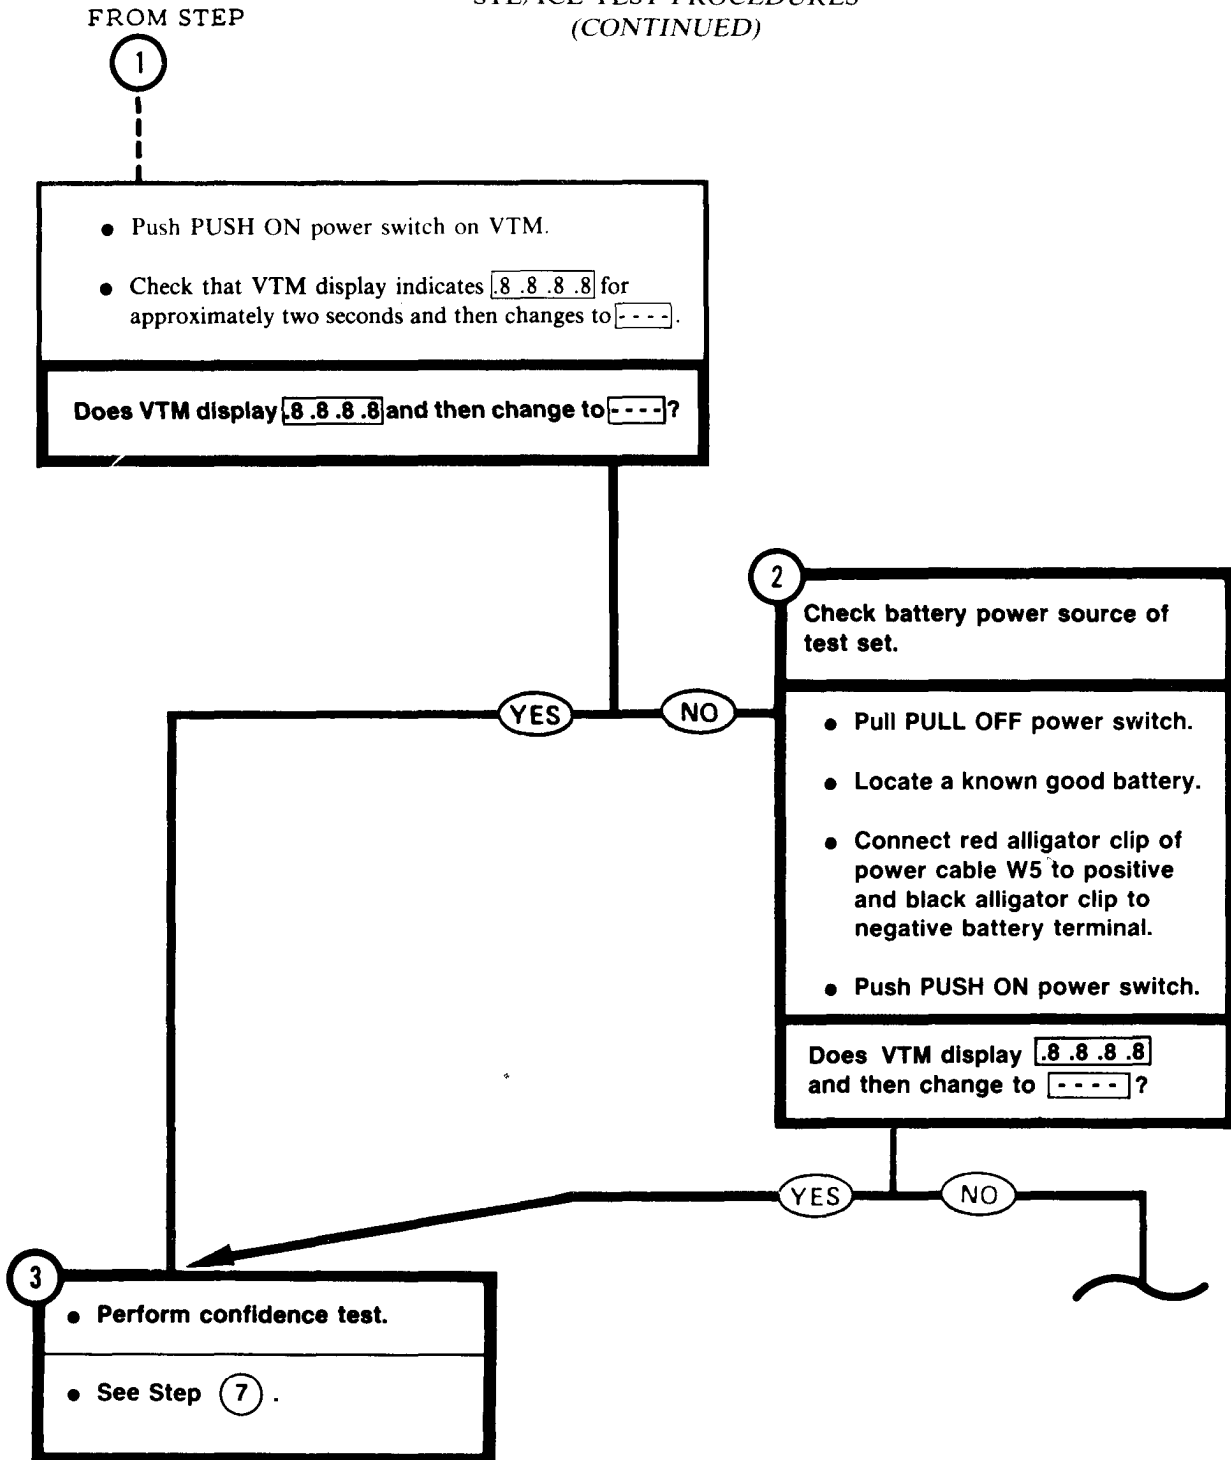 STE/ICE TEST PROCEDURES
(CONTINUED)
FROM STEP
1
● Push PUSH ON power switch on VTM.
● Check that VTM display indicates .8 .8 .8 .8 for
approximately two seconds and then changes to - - - - .
Does VTM display .8 .8 .8 .8 and then change to - - - - ?
YES
NO
2
Check battery power source of
test set.
● Pull PULL OFF power switch.
● Locate a known good battery.
● Connect red alligator clip of
power cable W5 to positive
and black alligator clip to
negative battery terminal.
● Push PUSH ON power switch.
Does VTM display .8 .8 .8 .8
and then change to - - - - ?
YES
NO
3
● Perform confidence test.
● See Step 7 .